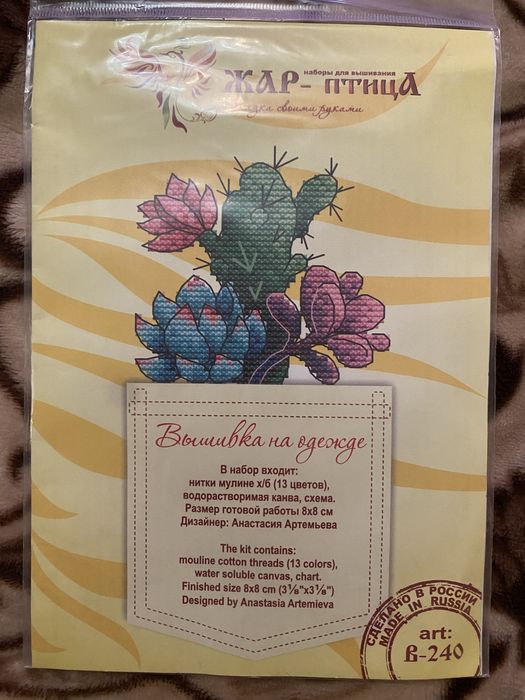 наборы для вышивания
ЖАР-ПТИЦА
своими руками
Вышивка на одежде
В набор входит:
нитки мулине х/б (13 цветов),
водорастворимая канва, схема.
Размер готовой работы 8х8 см
Дизайнер: Анастасия Артемьева
The kit contains:
mouline cotton threads (13 colors),
water soluble canvas, chart.
Finished size 8x8 cm (3⅛"x3⅛")
Designed by Anastasia Artemieva
СДЕЛАНО В РОССИИ
MADE IN RUSSIA
art:
В-240